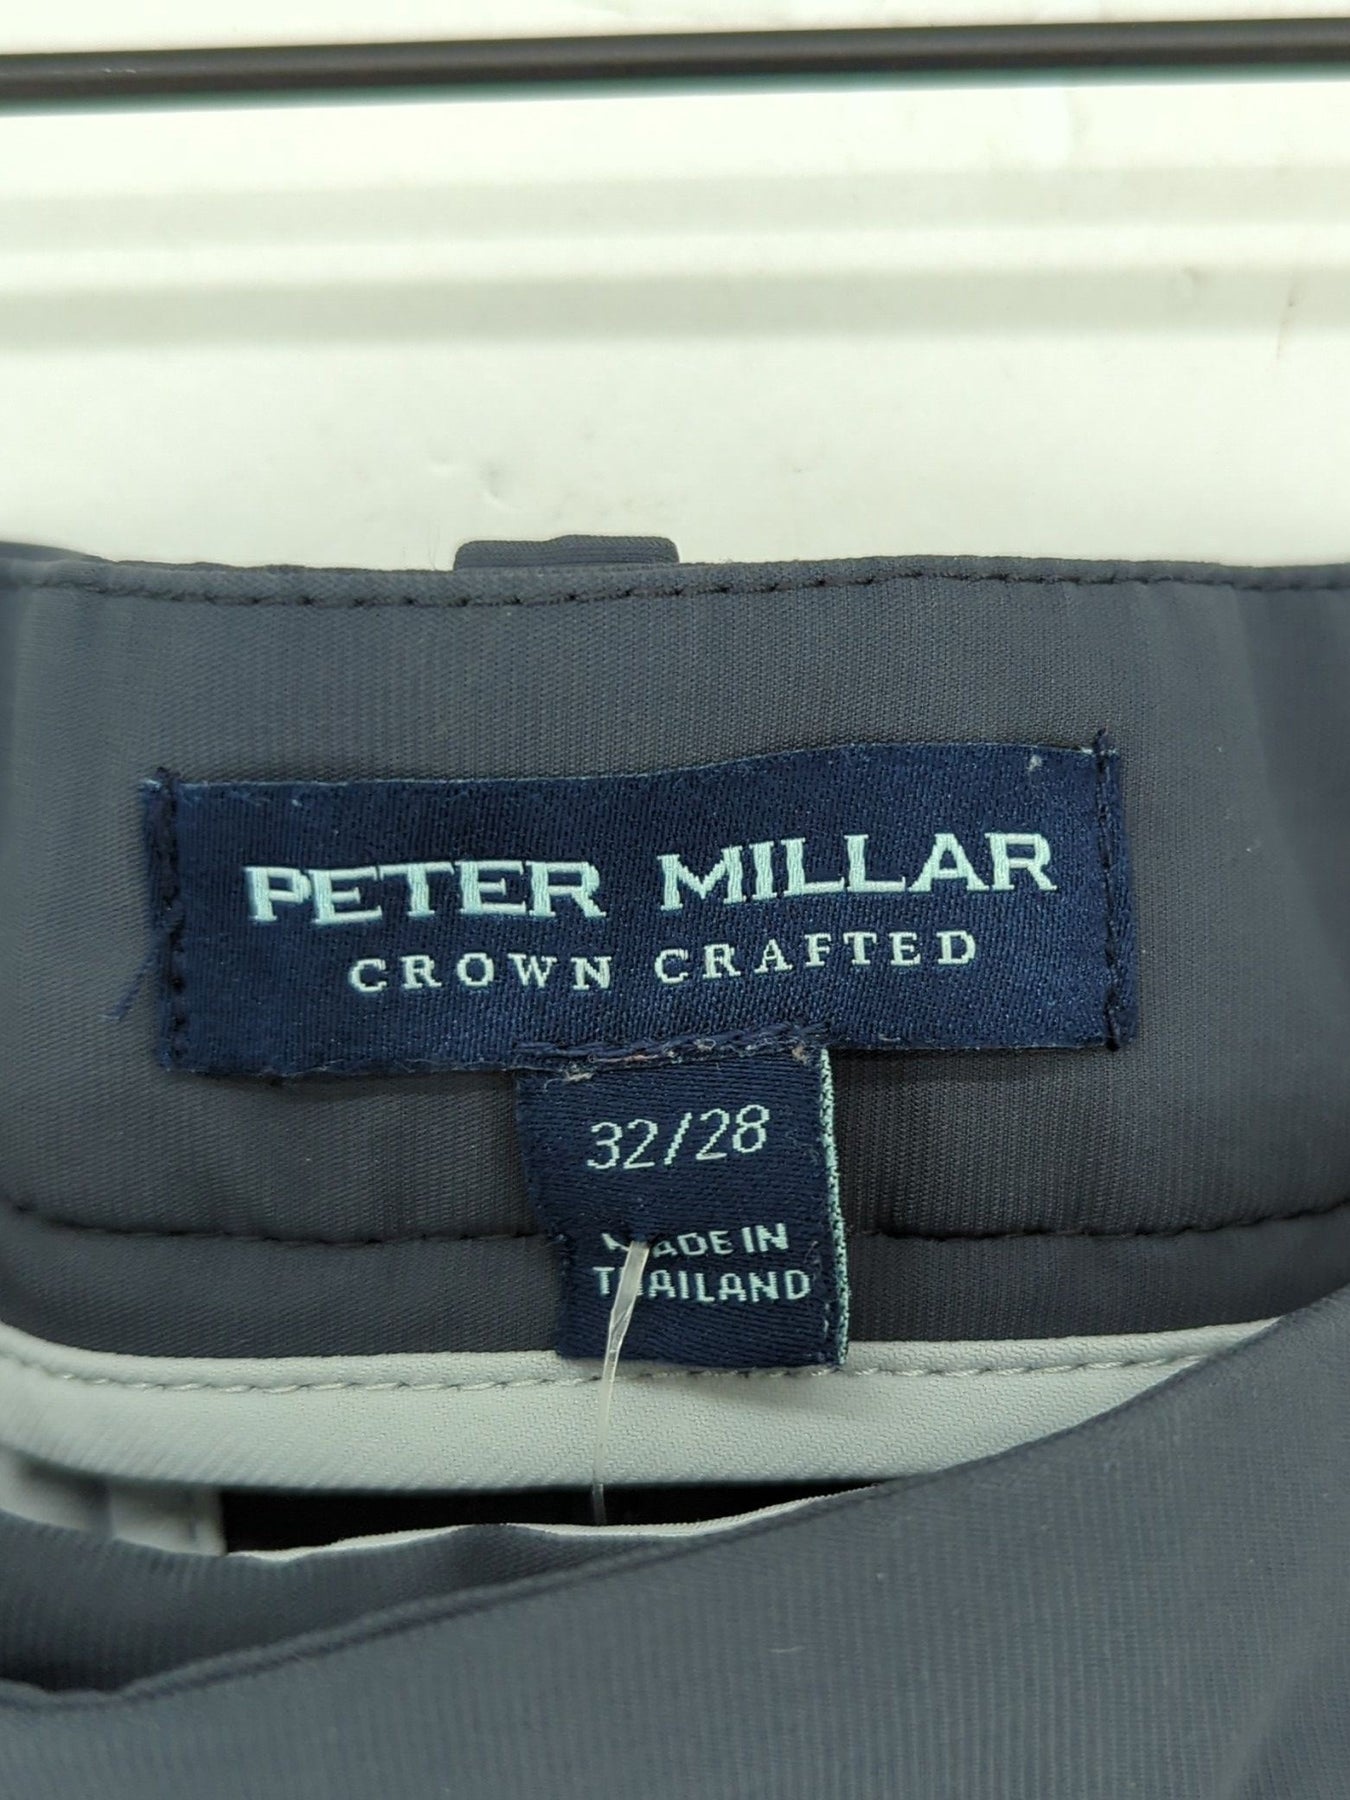 PETER MILLAR
CROWN CRAFTED
32/28
MADE IN
THAILAND